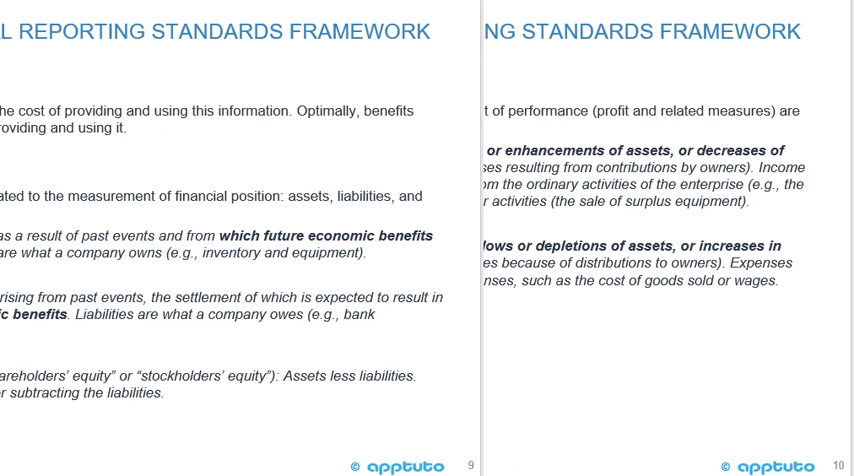 L REPORTING STANDARDS FRAMEWORK
he cost of providing and using this information. Optimally, benefits
roviding and using it.
ated to the measurement of financial position: assets, liabilities, and
as a result of past events and from which future economic benefits
are what a company owns (e.g., inventory and equipment).
rising from past events, the settlement of which is expected to result in
ic benefits. Liabilities are what a company owes (e.g., bank
areholders’ equity” or “stockholders’ equity”): Assets less liabilities.
r subtracting the liabilities.
© apptuto 9
NG STANDARDS FRAMEWORK
t of performance (profit and related measures) are
or enhancements of assets, or decreases of
ses resulting from contributions by owners). Income
om the ordinary activities of the enterprise (e.g., the
r activities (the sale of surplus equipment).
lows or depletions of assets, or increases in
es because of distributions to owners). Expenses
nses, such as the cost of goods sold or wages.
© apptuto 10